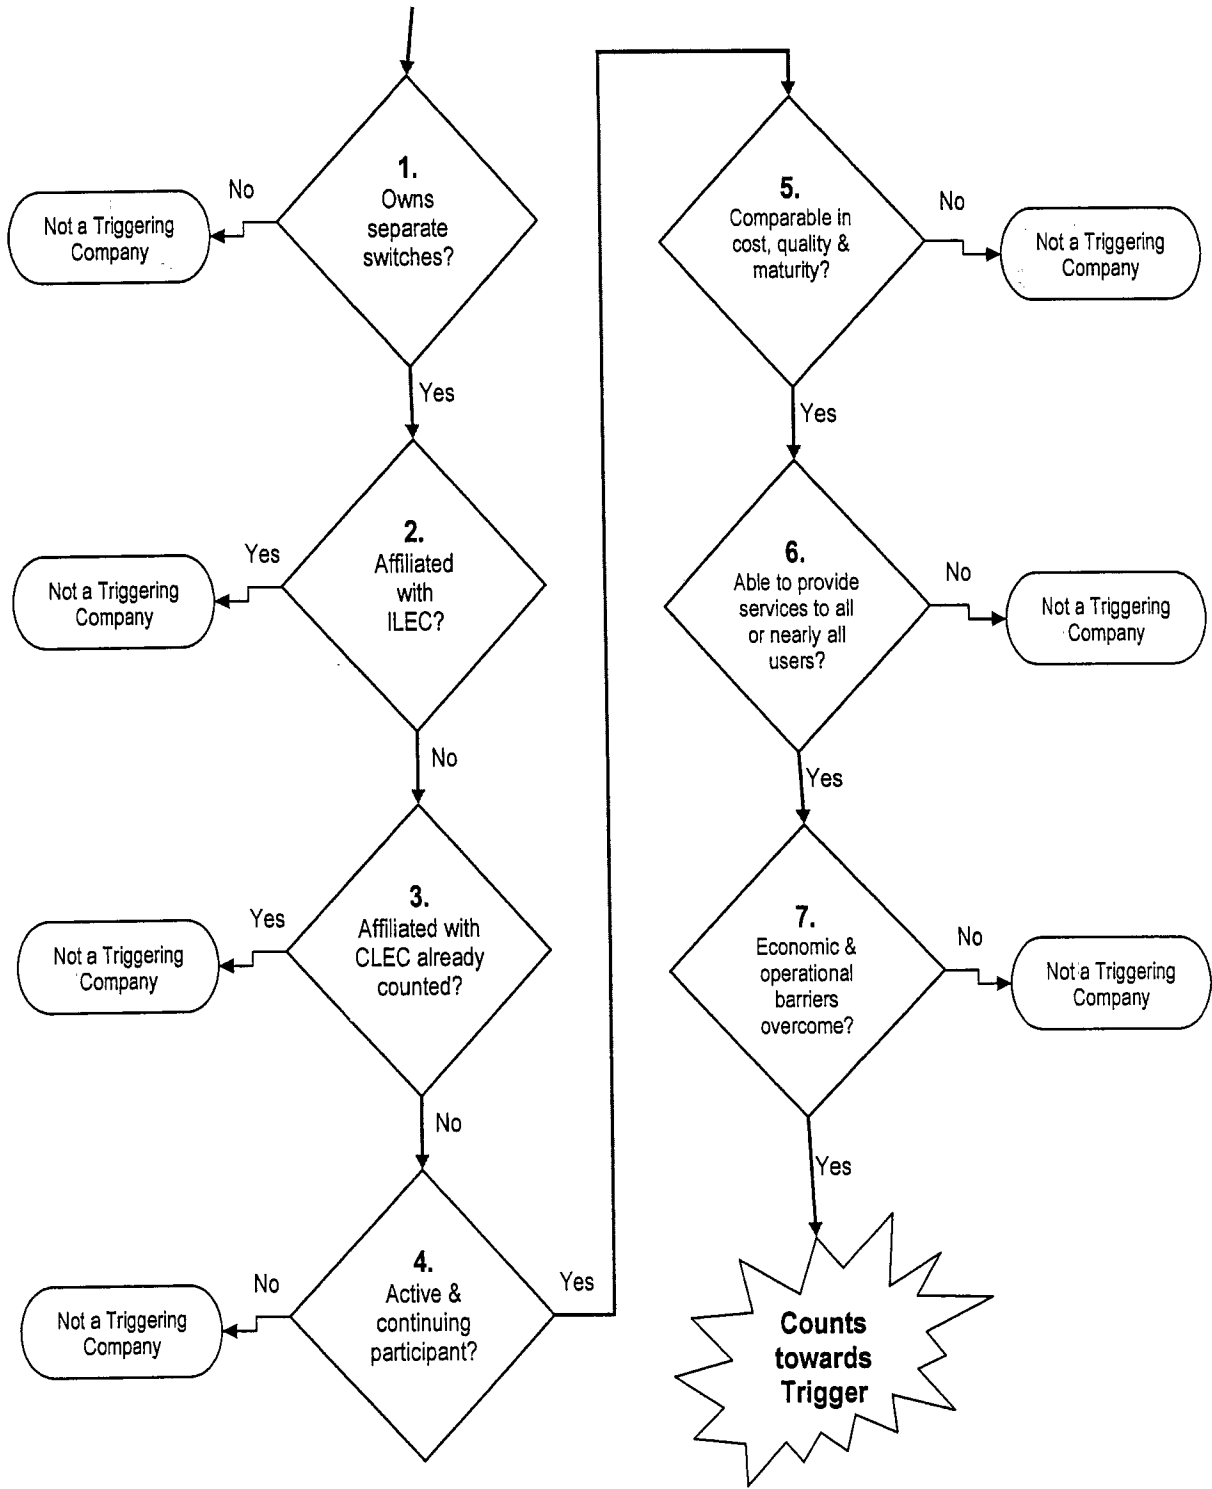 1.
Owns
separate
switches?
No
Not a Triggering
Company
Yes
2.
Affiliated
with
ILEC?
Yes
Not a Triggering
Company
No
3.
Affiliated with
CLEC already
counted?
Yes
Not a Triggering
Company
No
4.
Active &
continuing
participant?
No
Not a Triggering
Company
Yes
5.
Comparable in
cost, quality &
maturity?
No
Not a Triggering
Company
Yes
6.
Able to provide
services to all
or nearly all
users?
No
Not a Triggering
Company
Yes
7.
Economic &
operational
barriers
overcome?
No
Not a Triggering
Company
Yes
Counts
towards
Trigger